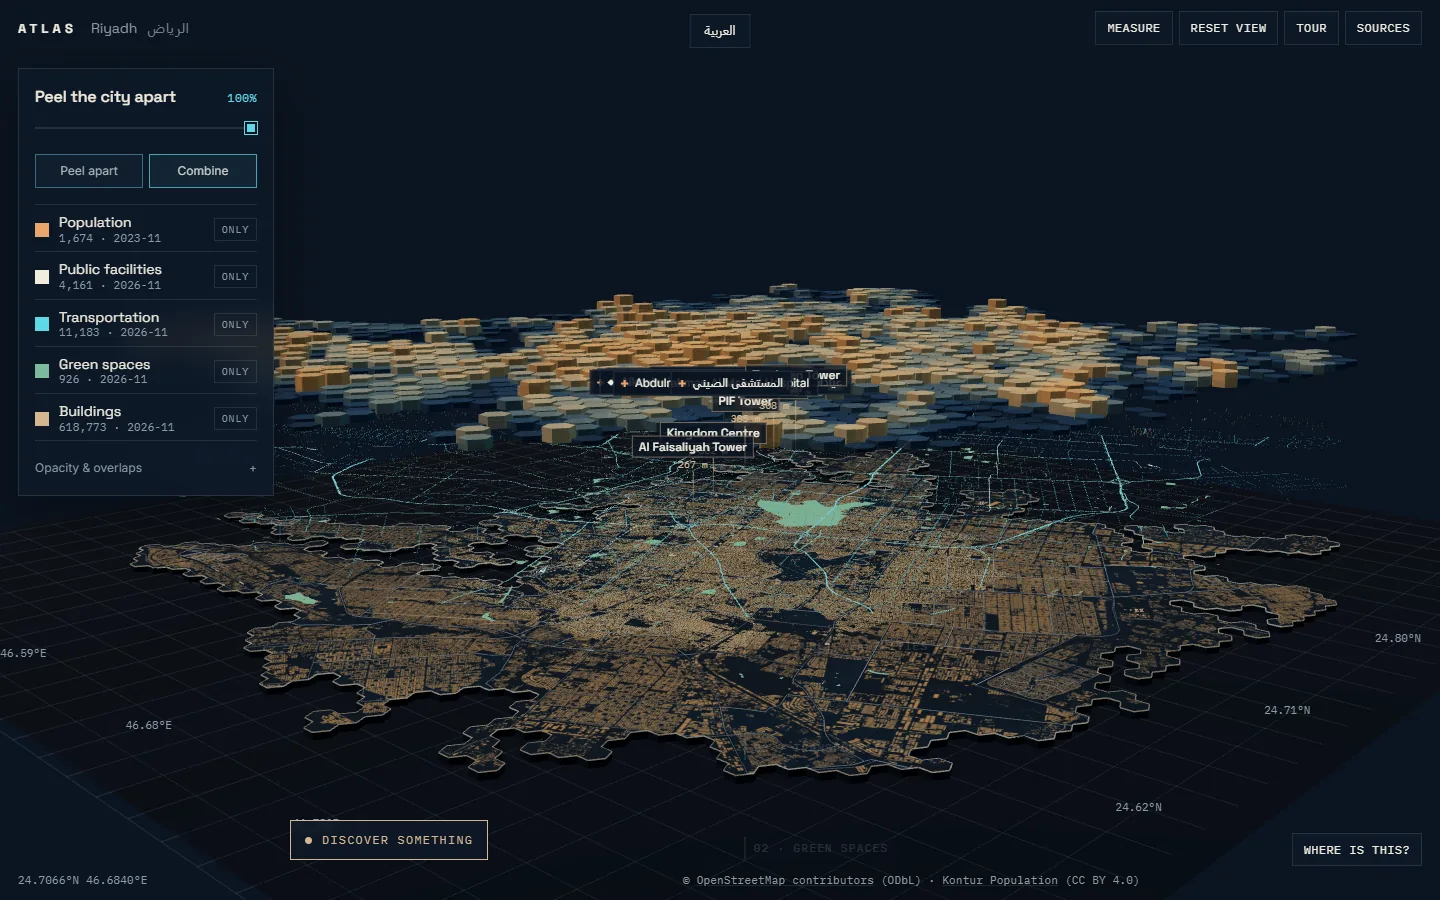 ATLAS Riyadh الرياض
العربية
MEASURE
RESET VIEW
TOUR
SOURCES
Peel the city apart 100%
Peel apart
Combine
Population
1,674 · 2023-11
ONLY
Public facilities
4,161 · 2026-11
ONLY
Transportation
11,183 · 2026-11
ONLY
Green spaces
926 · 2026-11
ONLY
Buildings
618,773 · 2026-11
ONLY
Opacity & overlaps +
Tower
Abdulr
المستشفى الصيني
PIF Tower
Kingdom Centre
Al Faisaliyah Tower
267 m
46.59°E
24.80°N
46.68°E
24.71°N
24.62°N
DISCOVER SOMETHING
02 · GREEN SPACES
WHERE IS THIS?
24.7066°N 46.6840°E
© OpenStreetMap contributors (ODbL) · Kontur Population (CC BY 4.0)